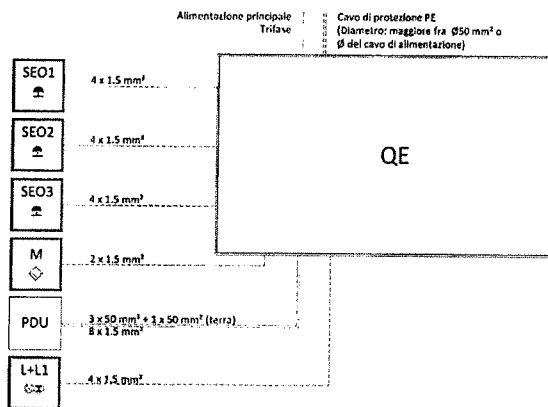 Alimentazione principale
Trifase
Cavo di protezione PE
(Diametro: maggiore fra Ø50 mm² o
Ø del cavo di alimentazione)
SEO1
4 x 1.5 mm²
SEO2
4 x 1.5 mm²
QE
SEO3
4 x 1.5 mm²
M
2 x 1.5 mm²
PDU
3 x 50 mm² + 1 x 50 mm² (terra)
8 x 1.5 mm²
L+L1
4 x 1,5 mm²